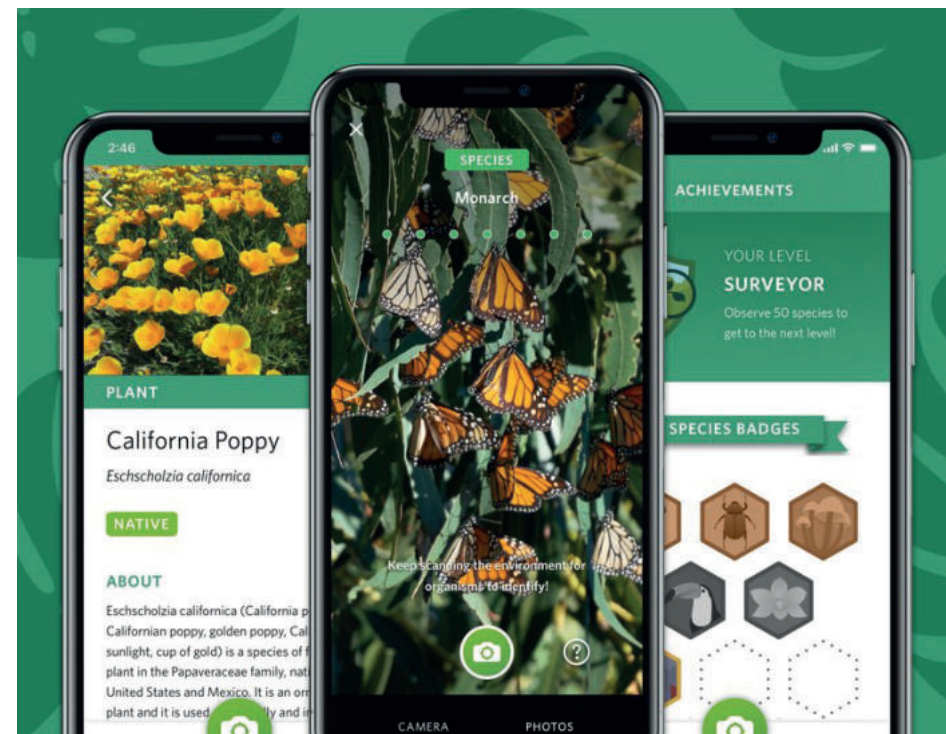 2:46
PLANT
California Poppy
Eschscholzia californica
NATIVE
ABOUT
Eschscholzia californica (California p
Californian poppy, golden poppy, Cal
sunlight, cup of gold) is a species of f
plant in the Papaveraceae family, nati
United States and Mexico. It is an orn
plant and it is used
SPECIES
Monarch
Keep scanning the environment for
organisms to identify!
?
CAMERA PHOTOS
ACHIEVEMENTS
YOUR LEVEL
SURVEYOR
Observe 50 species to
get to the next level!
SPECIES BADGES